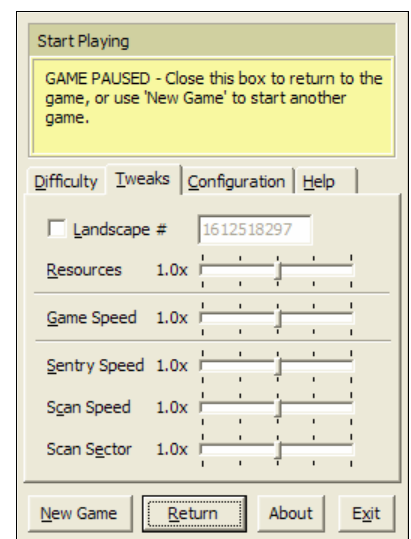 Start Playing
GAME PAUSED - Close this box to return to the
game, or use 'New Game' to start another
game.
Difficulty Tweaks Configuration Help
Landscape # 1612518297
Resources 1.0x
Game Speed 1.0x
Sentry Speed 1.0x
Scan Speed 1.0x
Scan Sector 1.0x
New Game Return About Exit